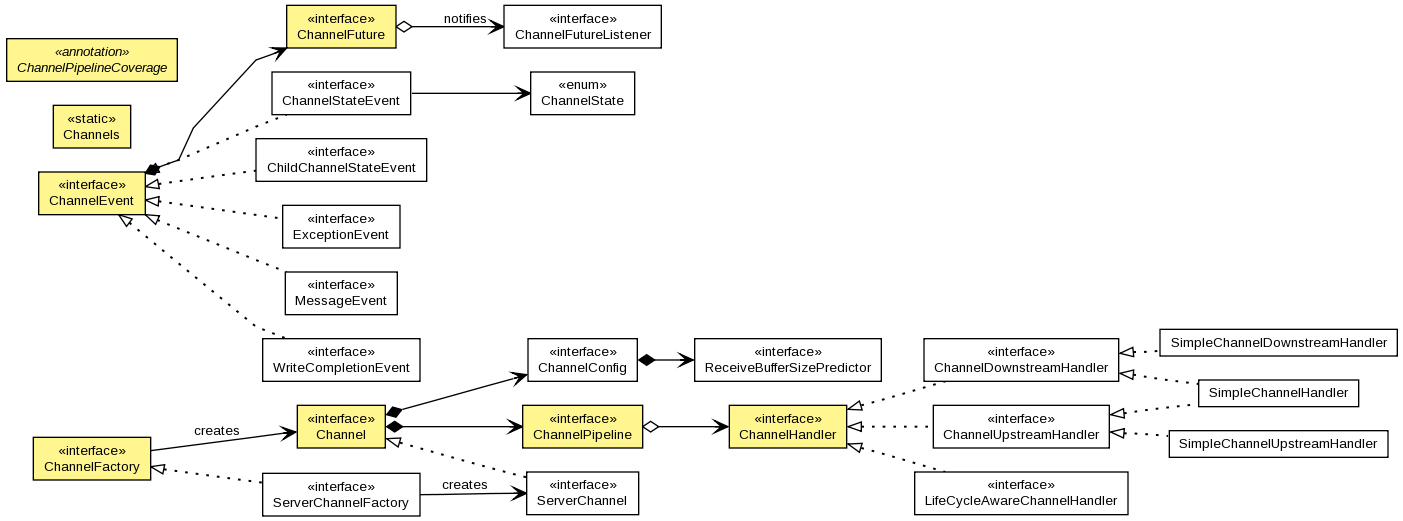 «interface»
ChannelFuture
notifies
«interface»
ChannelFutureListener
«annotation»
ChannelPipelineCoverage
«interface»
ChannelStateEvent
«enum»
ChannelState
«static»
Channels
«interface»
ChildChannelStateEvent
«interface»
ChannelEvent
«interface»
ExceptionEvent
«interface»
MessageEvent
«interface»
WriteCompletionEvent
«interface»
ChannelConfig
«interface»
ReceiveBufferSizePredictor
«interface»
ChannelDownstreamHandler
SimpleChannelDownstreamHandler
SimpleChannelHandler
creates
«interface»
Channel
«interface»
ChannelPipeline
«interface»
ChannelHandler
«interface»
ChannelUpstreamHandler
SimpleChannelUpstreamHandler
«interface»
ChannelFactory
«interface»
ServerChannelFactory
creates
«interface»
ServerChannel
«interface»
LifeCycleAwareChannelHandler